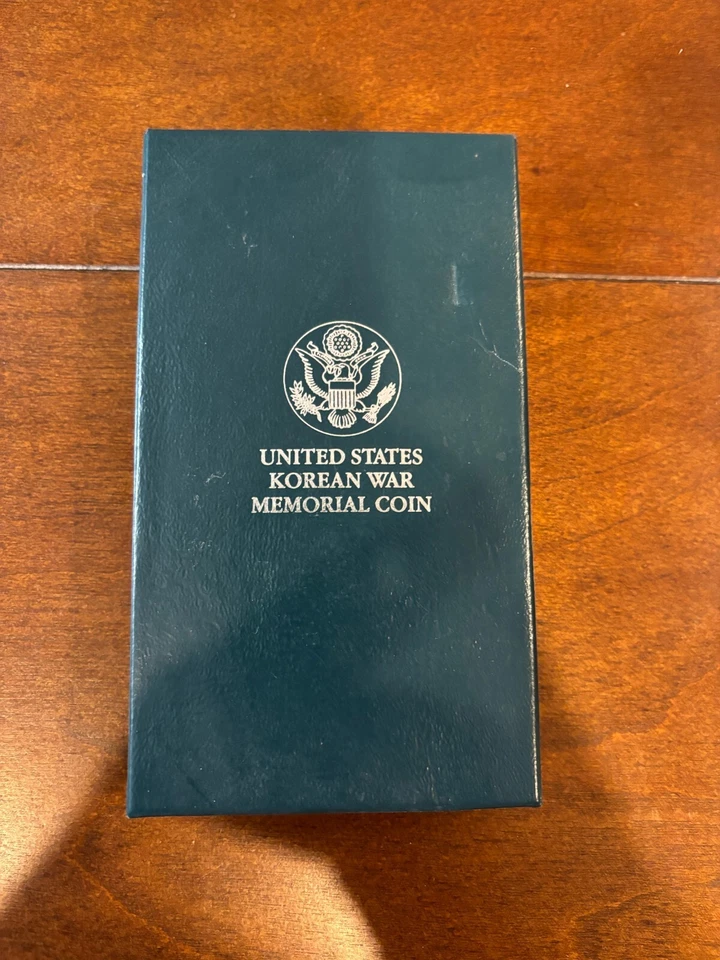 UNITED STATES
KOREAN WAR
MEMORIAL COIN